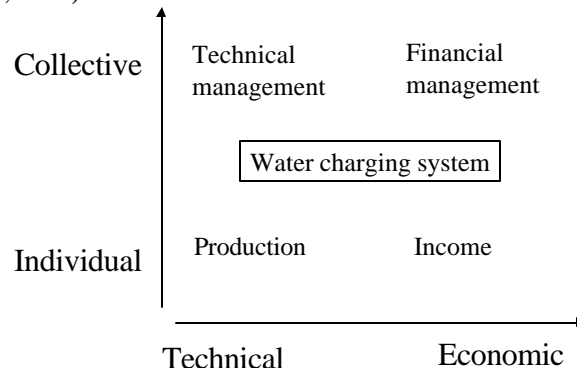 Collective
Technical
management
Financial
management
Water charging system
Individual
Production
Income
Technical
Economic